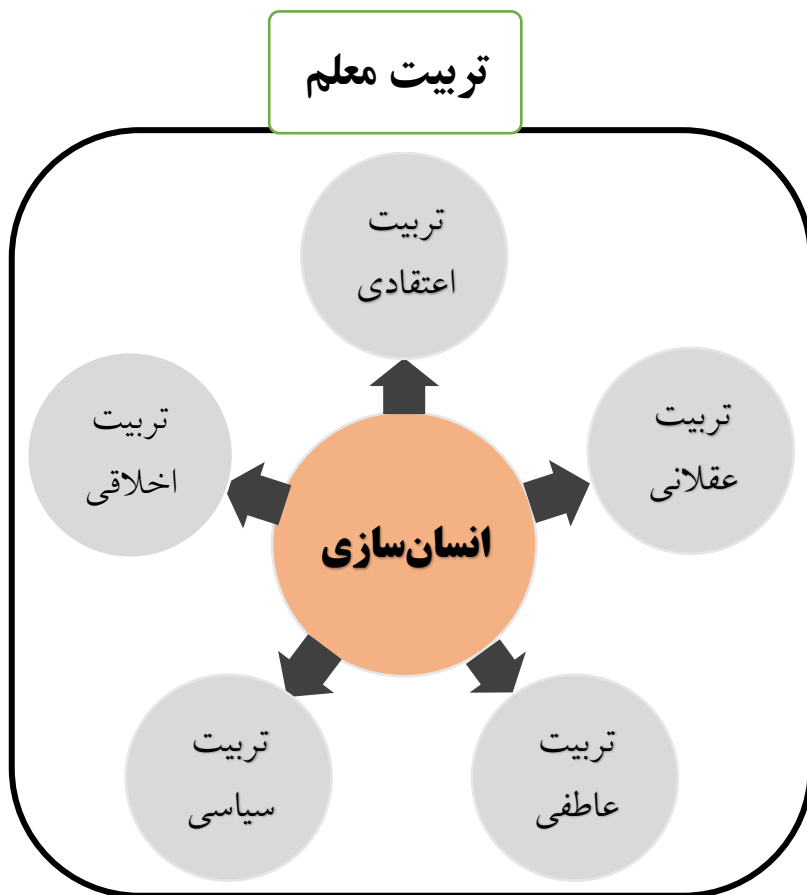 تربیت معلم
تربیت
اعتقادی
تربیت
عقلانی
تربیت
اخلاقی
انسان‌سازی
تربیت
عاطفی
تربیت
سیاسی